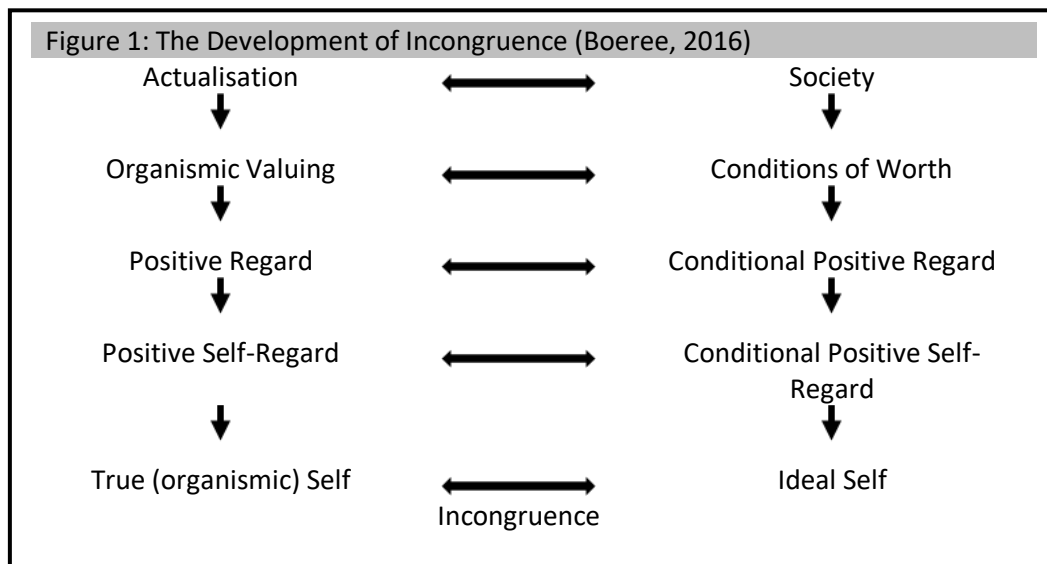 Figure 1: The Development of Incongruence (Boeree, 2016)
Actualisation
Society
Organismic Valuing
Conditions of Worth
Positive Regard
Conditional Positive Regard
Positive Self-Regard
Conditional Positive Self-
Regard
True (organismic) Self
Ideal Self
Incongruence